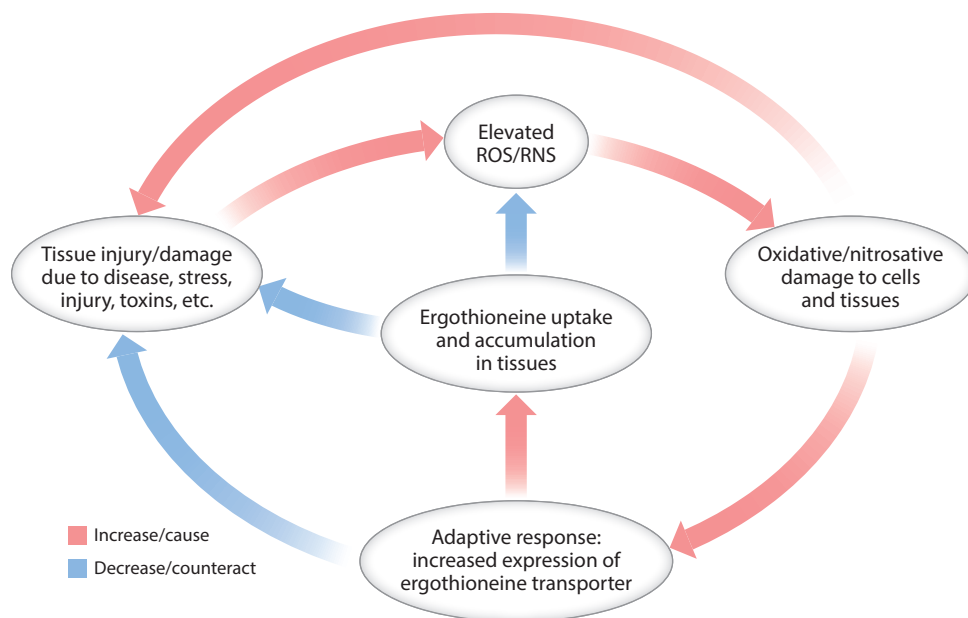 Elevated
ROS/RNS
Tissue injury/damage
due to disease, stress,
injury, toxins, etc.
Oxidative/nitrosative
damage to cells
and tissues
Ergothioneine uptake
and accumulation
in tissues
Adaptive response:
increased expression of
ergothioneine transporter
Increase/cause
Decrease/counteract